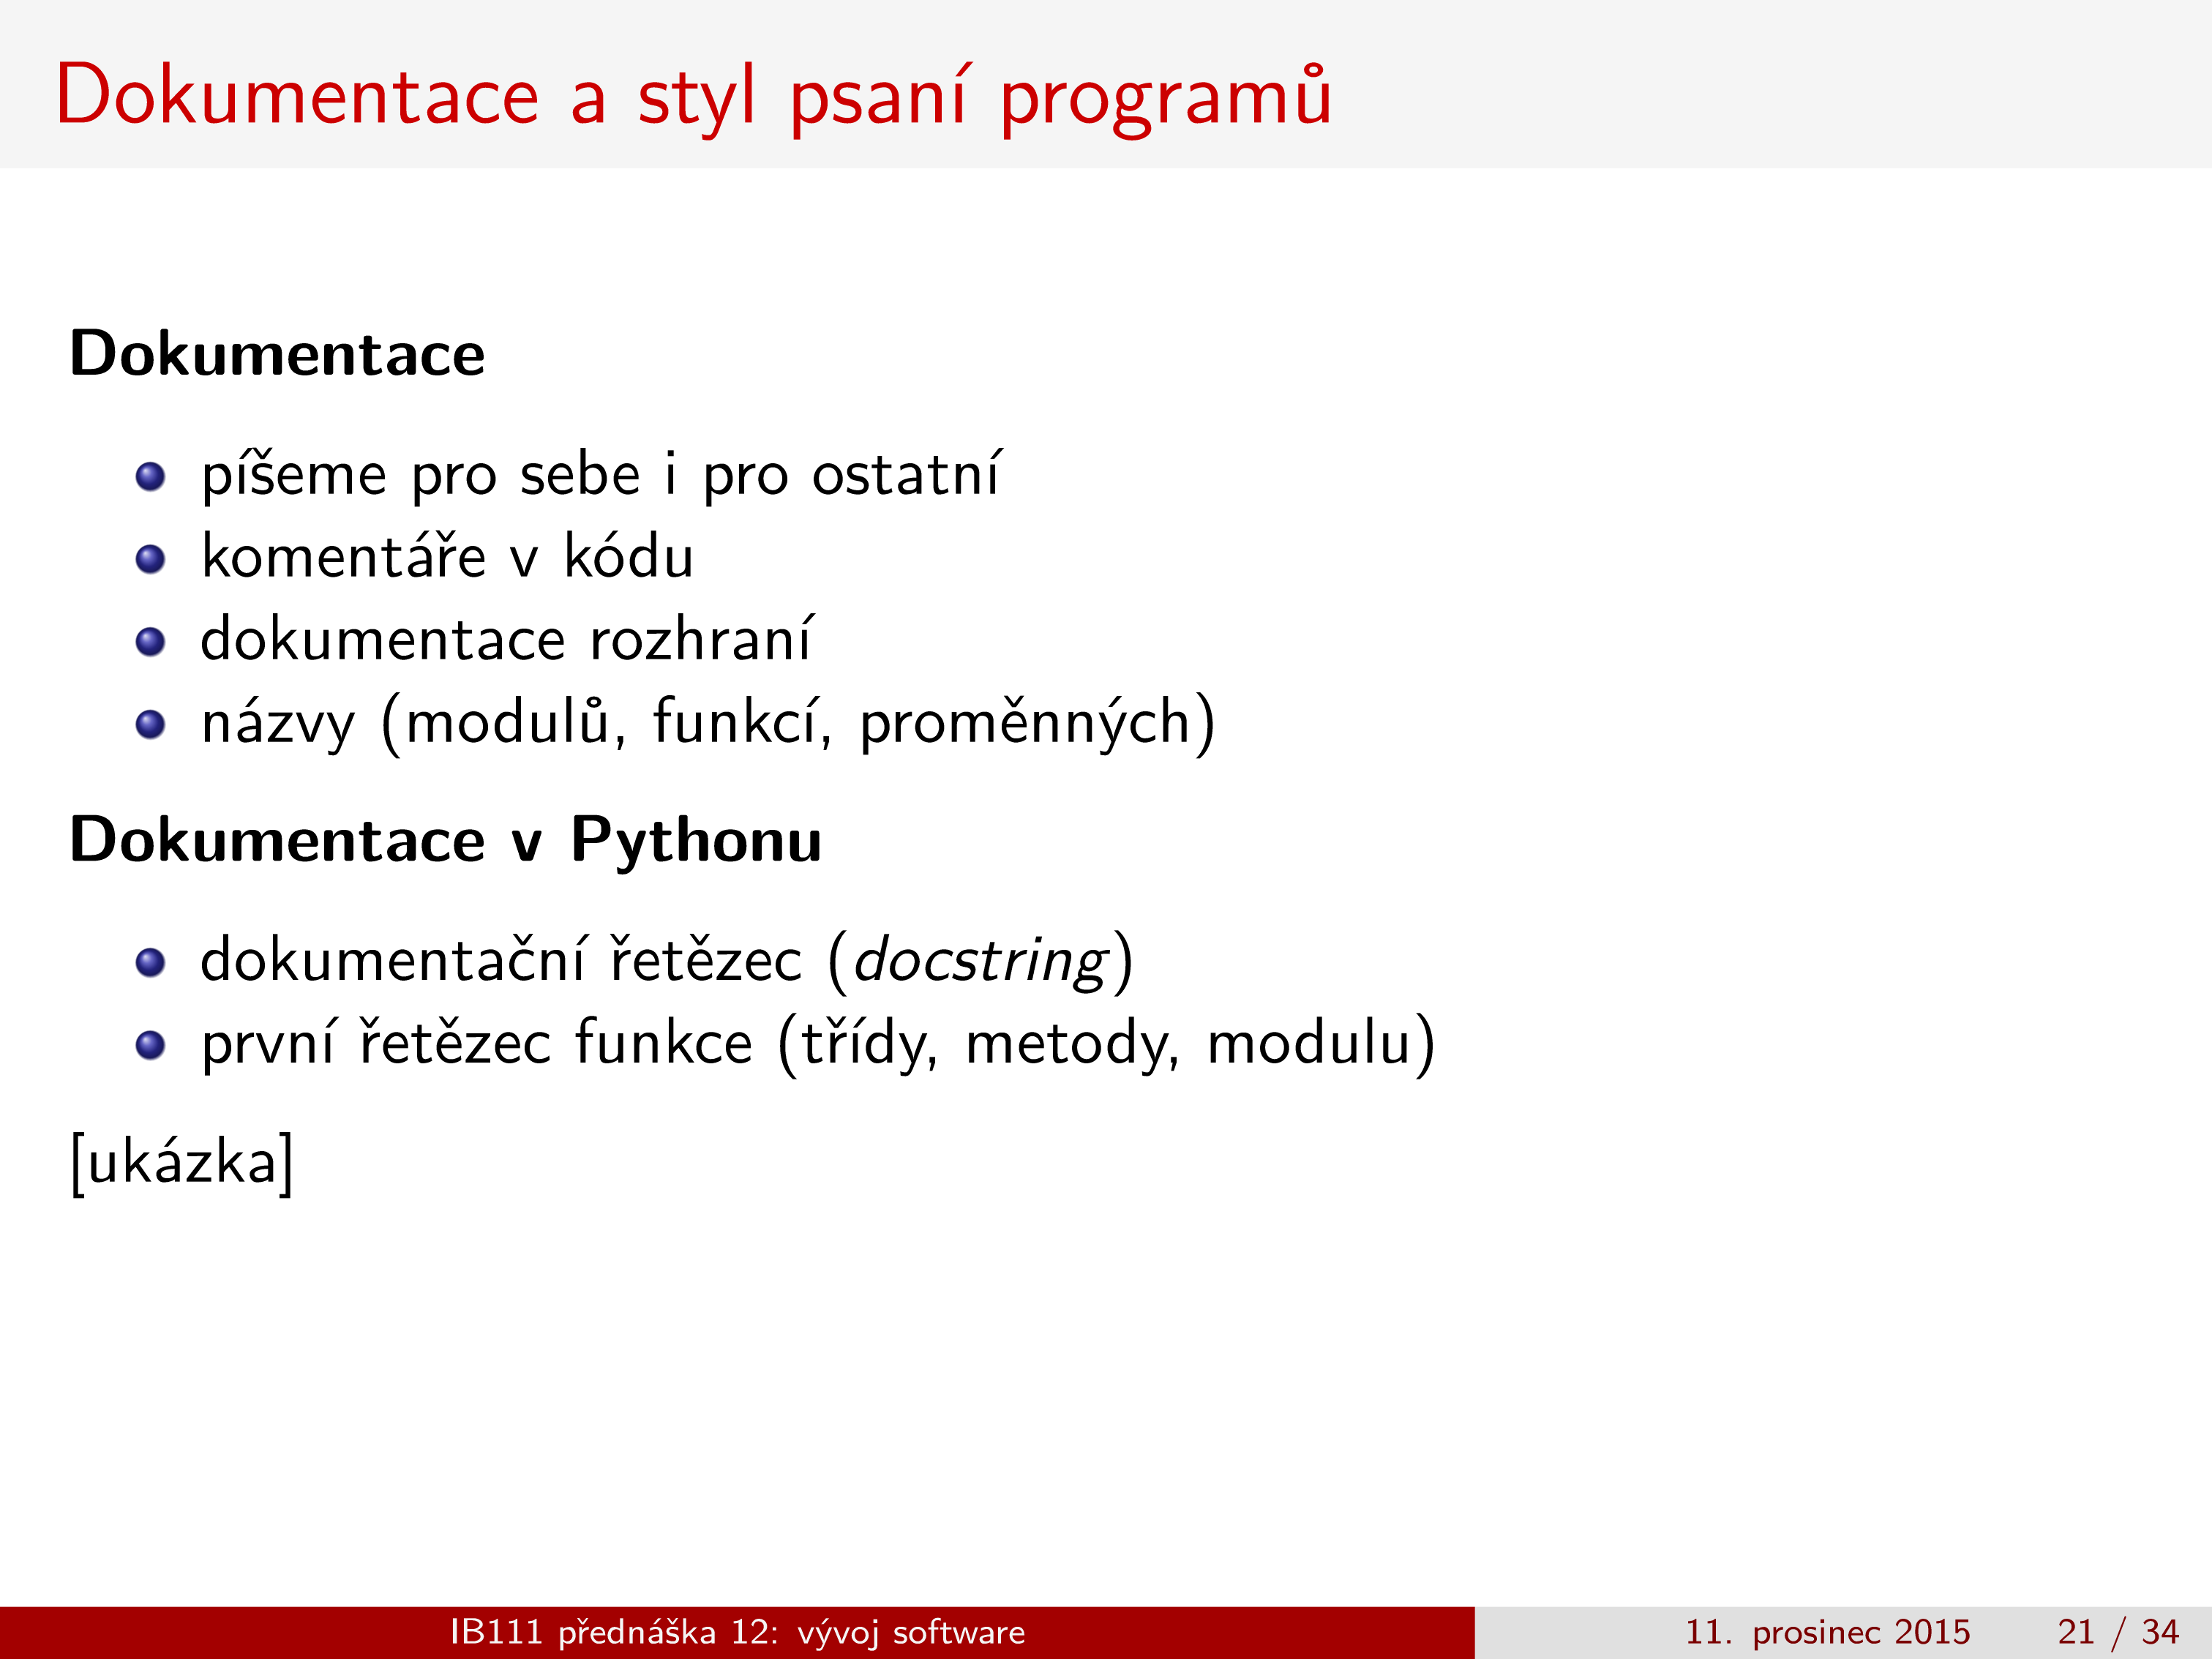 Dokumentace a styl psaní programů
Dokumentace
píšeme pro sebe i pro ostatní
komentáře v kódu
dokumentace rozhraní
názvy (modulů, funkcí, proměnných)
Dokumentace v Pythonu
dokumentační řetězec (docstring)
první řetězec funkce (třídy, metody, modulu)
[ukázka]
IB111 přednáška 12: vývoj software 11. prosinec 2015 21 / 34